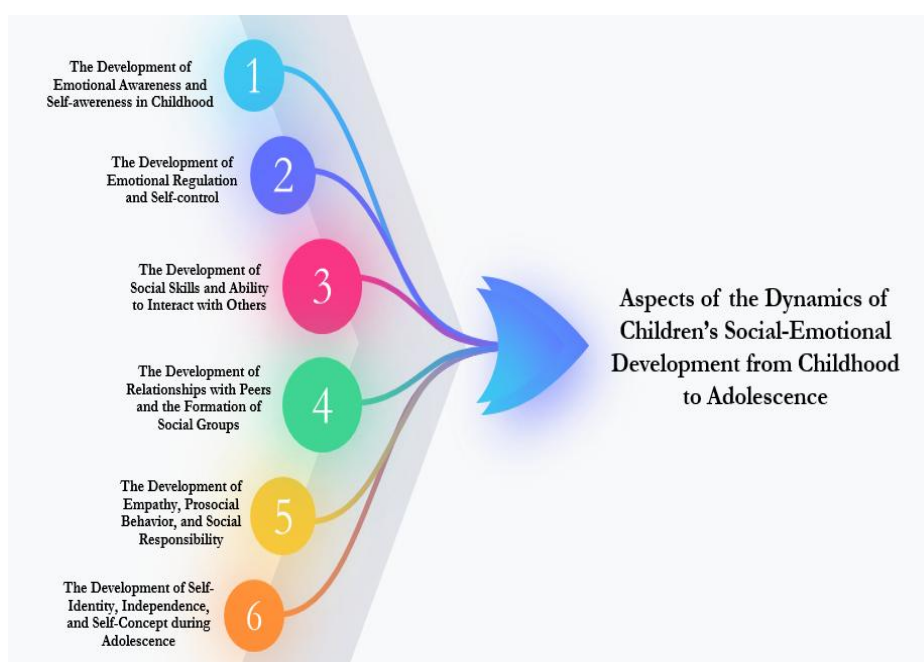 1
The Development of
Emotional Awareness and
Self-awereness in Childhood
2
The Development of
Emotional Regulation
and Self-control
3
The Development of
Social Skills and Ability
to Interact with Others
4
The Development of
Relationships with Peers
and the Formation of
Social Groups
5
The Development of
Empathy, Prosocial
Behavior, and Social
Responsibility
6
The Development of Self-
Identity, Independence,
and Self-Concept during
Adolescence
Aspects of the Dynamics of
Children’s Social-Emotional
Development from Childhood
to Adolescence